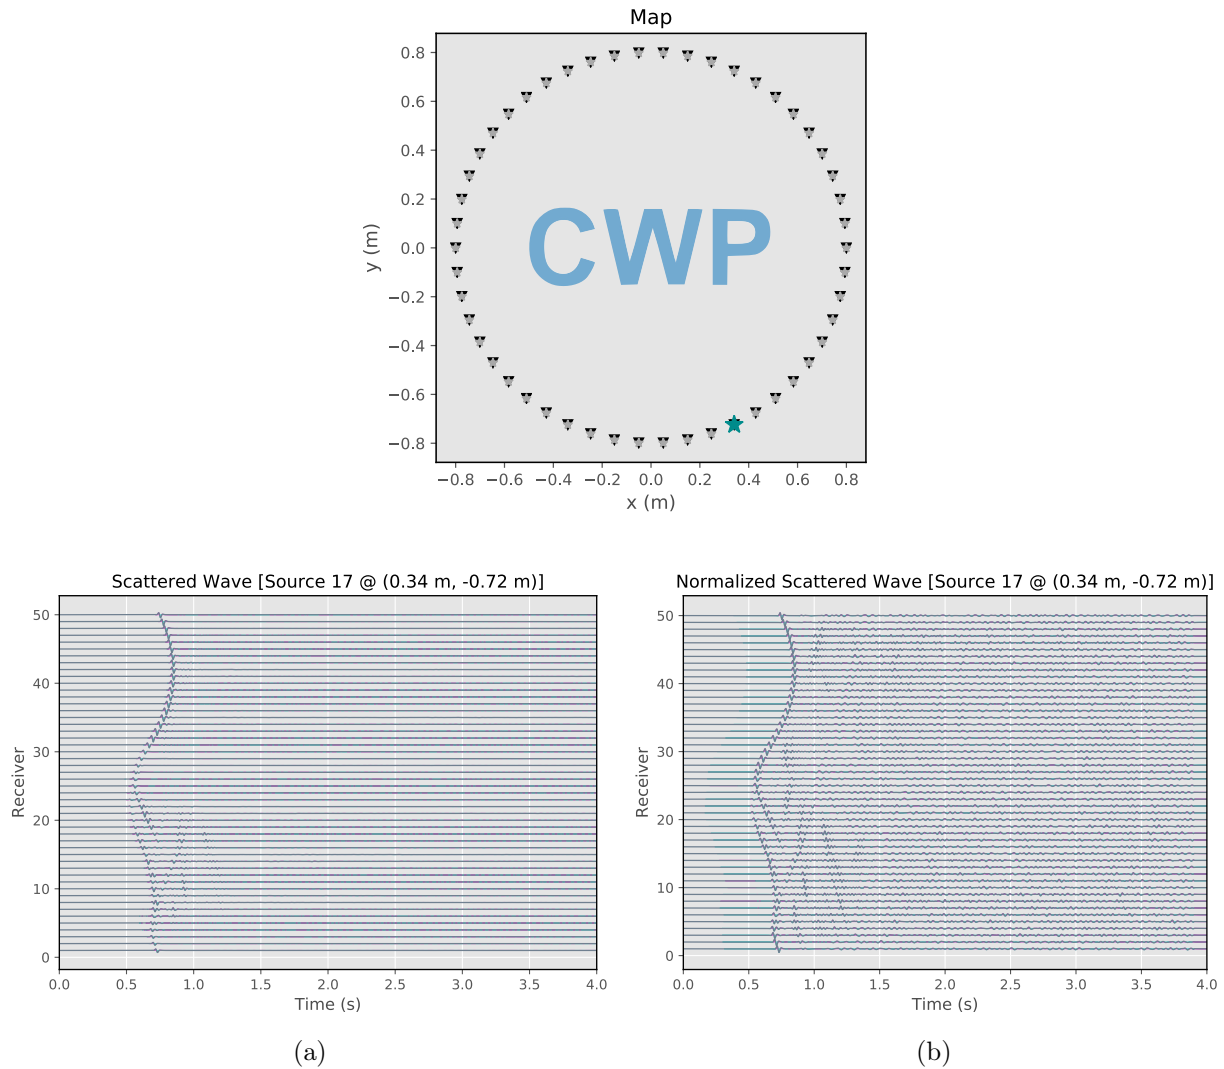 Map
0.8
0.6
0.4
0.2
0.0
−0.2
−0.4
−0.6
−0.8
y (m)
CWP
−0.8 −0.6 −0.4 −0.2 0.0 0.2 0.4 0.6 0.8
x (m)
Scattered Wave [Source 17 @ (0.34 m, -0.72 m)]
50
40
30
20
10
0
Receiver
0.0 0.5 1.0 1.5 2.0 2.5 3.0 3.5 4.0
Time (s)
(a)
Normalized Scattered Wave [Source 17 @ (0.34 m, -0.72 m)]
50
40
30
20
10
0
Receiver
0.0 0.5 1.0 1.5 2.0 2.5 3.0 3.5 4.0
Time (s)
(b)